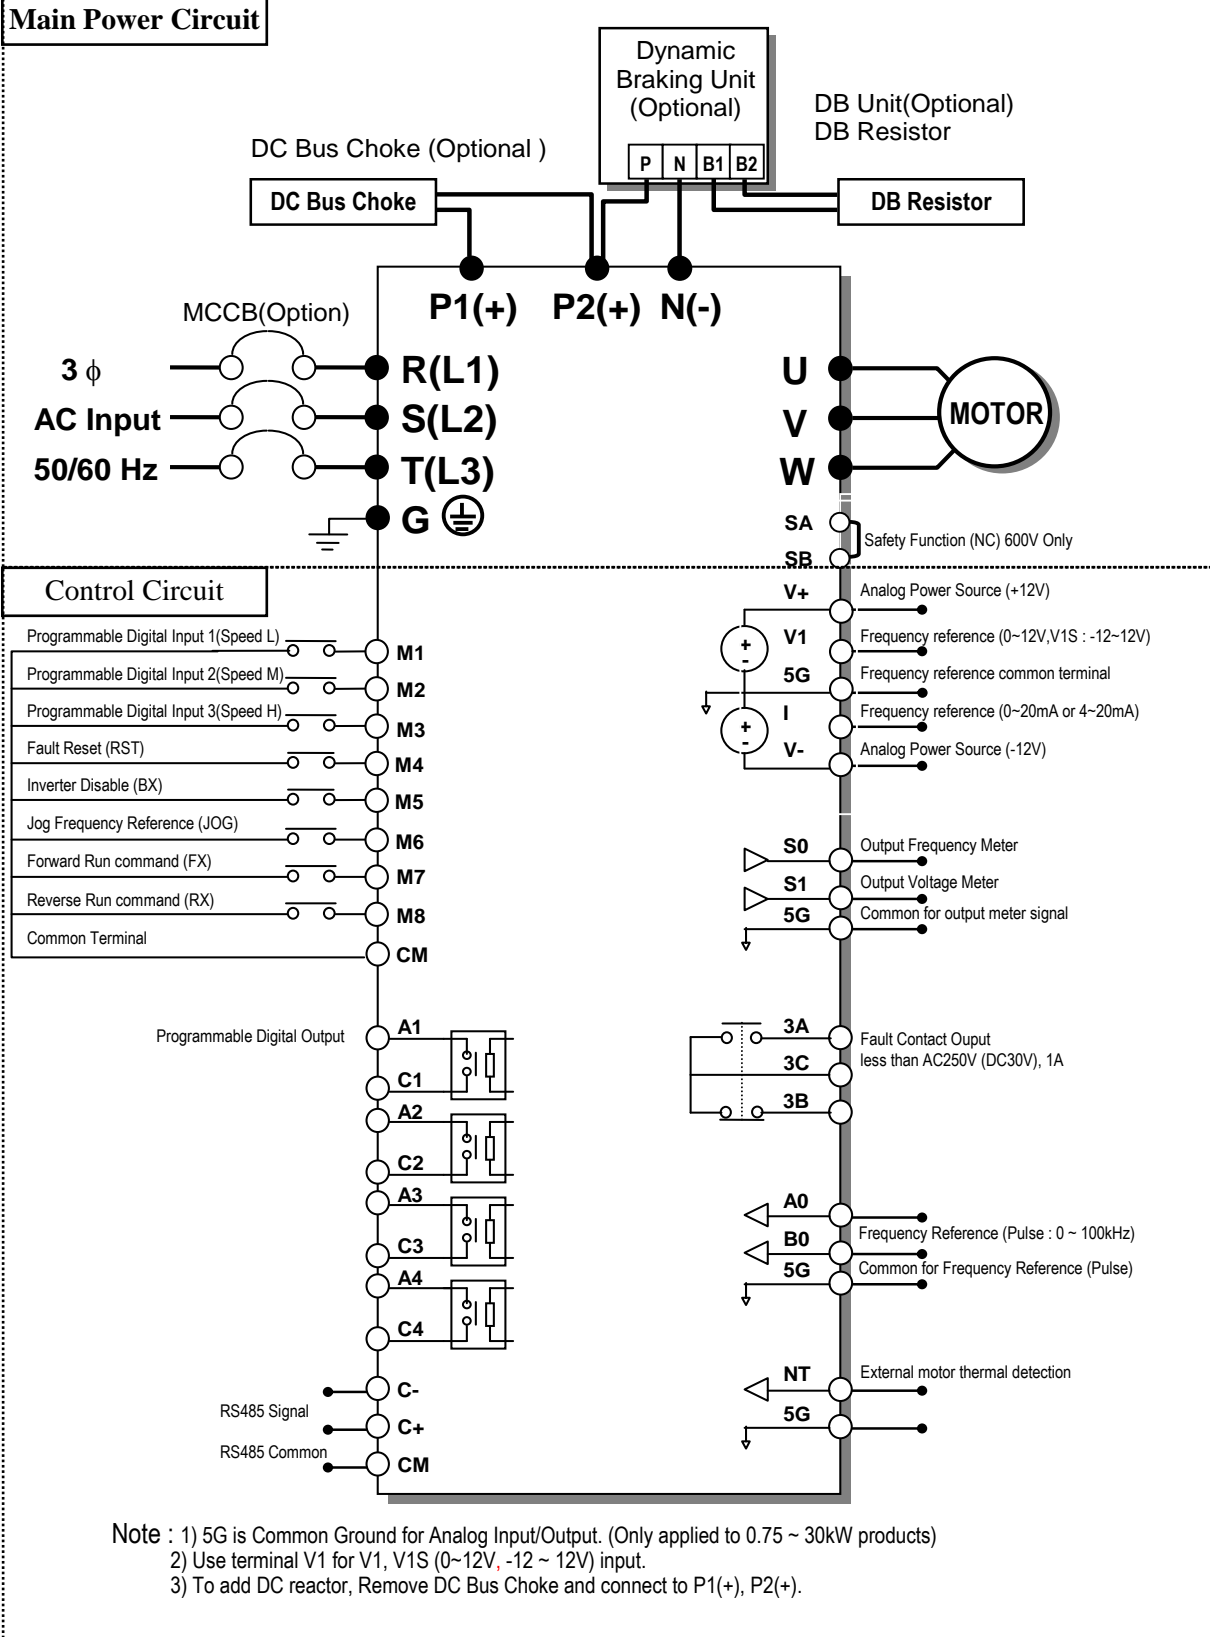 Main Power Circuit
Dynamic
Braking Unit
(Optional)
P N B1 B2
DB Unit(Optional)
DB Resistor
DC Bus Choke (Optional )
DC Bus Choke
DB Resistor
P1(+) P2(+) N(-)
MCCB(Option)
3 ϕ
AC Input
50/60 Hz
R(L1)
S(L2)
T(L3)
G
U
V
W
MOTOR
SA
SB
Safety Function (NC) 600V Only
Control Circuit
Programmable Digital Input 1(Speed L)
M1
Programmable Digital Input 2(Speed M)
M2
Programmable Digital Input 3(Speed H)
M3
Fault Reset (RST)
M4
Inverter Disable (BX)
M5
Jog Frequency Reference (JOG)
M6
Forward Run command (FX)
M7
Reverse Run command (RX)
M8
Common Terminal
CM
V+
Analog Power Source (+12V)
+
-
V1
Frequency reference (0~12V,V1S : -12~12V)
5G
Frequency reference common terminal
+
-
I
Frequency reference (0~20mA or 4~20mA)
V-
Analog Power Source (-12V)
S0
Output Frequency Meter
S1
Output Voltage Meter
5G
Common for output meter signal
Programmable Digital Output
A1
C1
A2
C2
A3
C3
A4
C4
3A
3C
3B
Fault Contact Ouput
less than AC250V (DC30V), 1A
A0
B0
Frequency Reference (Pulse : 0 ~ 100kHz)
5G
Common for Frequency Reference (Pulse)
NT
External motor thermal detection
5G
C-
RS485 Signal
C+
RS485 Common
CM
Note : 1) 5G is Common Ground for Analog Input/Output. (Only applied to 0.75 ~ 30kW products)
2) Use terminal V1 for V1, V1S (0~12V, -12 ~ 12V) input.
3) To add DC reactor, Remove DC Bus Choke and connect to P1(+), P2(+).